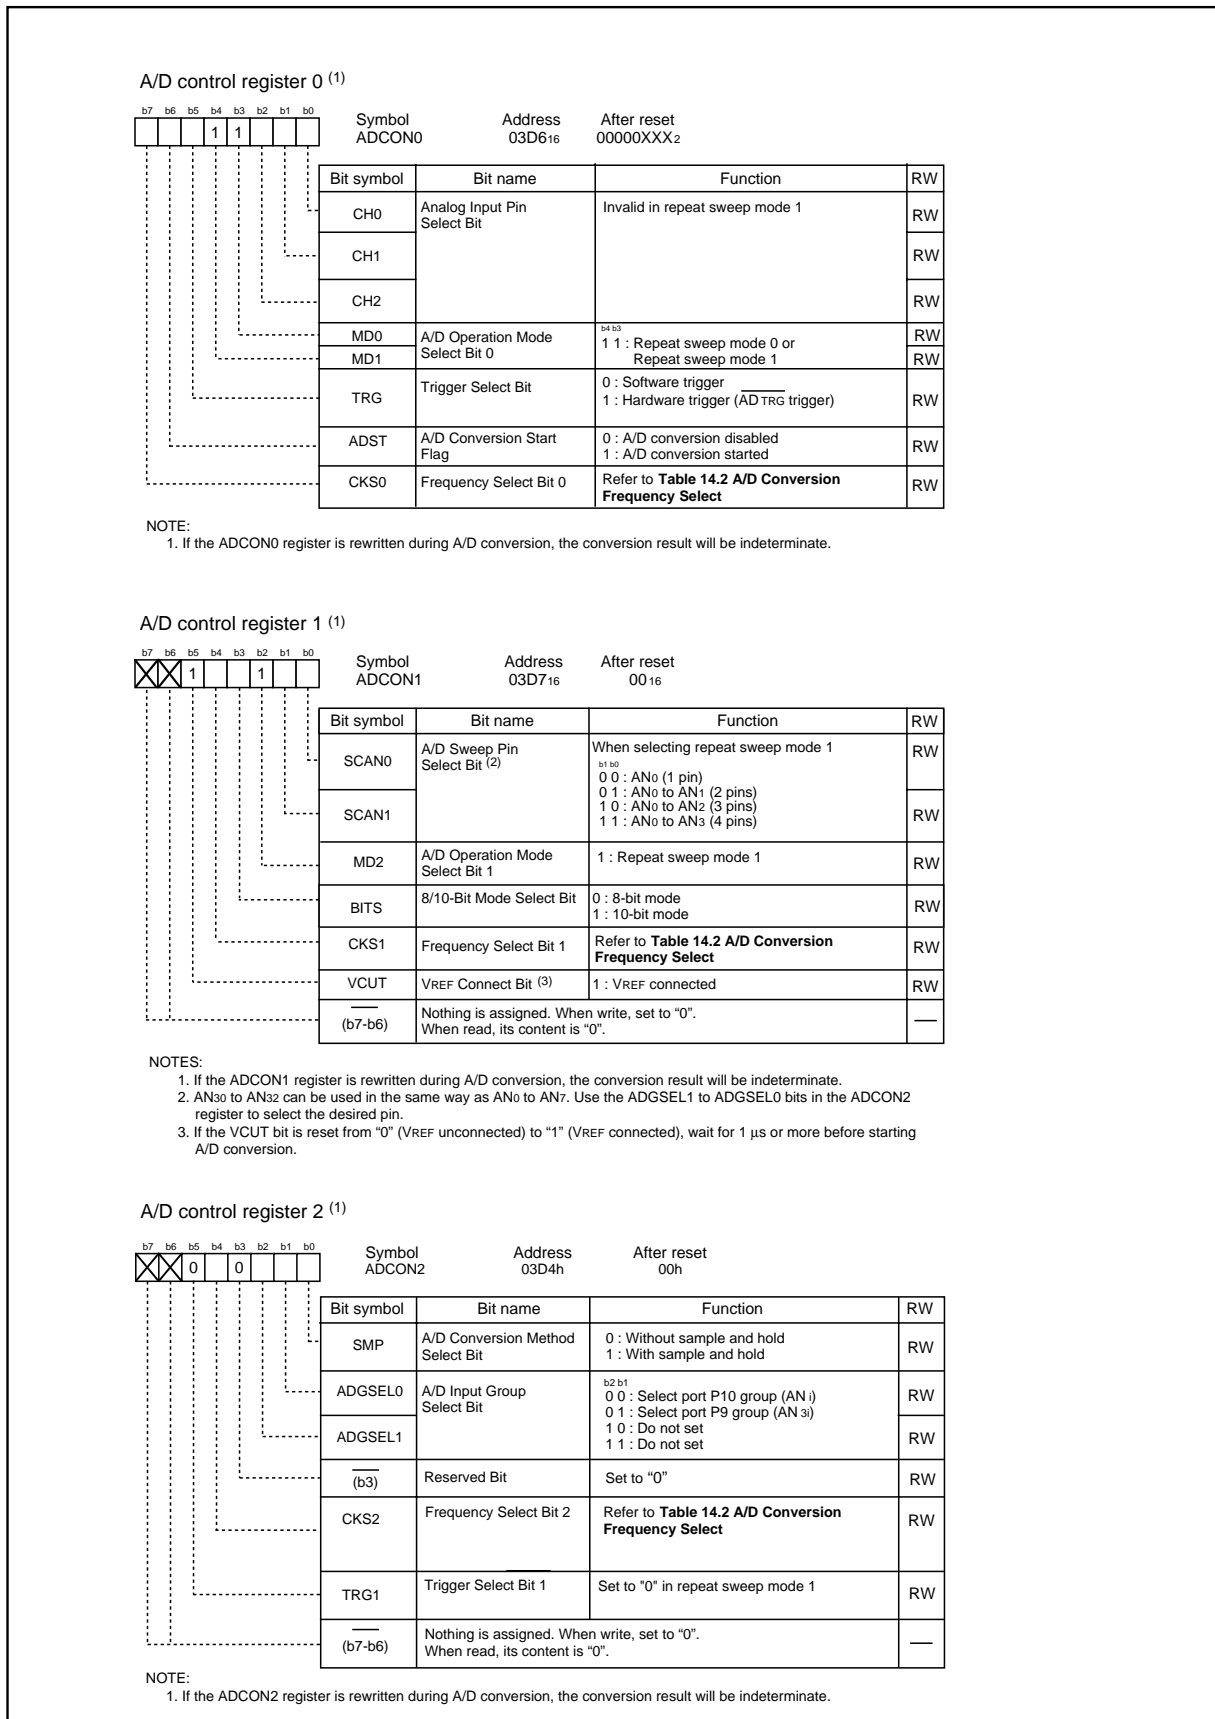 A/D control register 0 (1)
b7 b6 b5 b4 b3 b2 b1 b0
1 1
Symbol Address After reset
ADCON0 03D616 00000XXX2
Bit symbol Bit name Function RW
CH0 Analog Input Pin Select Bit Invalid in repeat sweep mode 1 RW
CH1 RW
CH2 RW
MD0 A/D Operation Mode Select Bit 0 b4 b3 RW
1 1 : Repeat sweep mode 0 or
MD1 Repeat sweep mode 1 RW
TRG Trigger Select Bit 0 : Software trigger
1 : Hardware trigger (ADTRG trigger) RW
ADST A/D Conversion Start Flag 0 : A/D conversion disabled
1 : A/D conversion started RW
CKS0 Frequency Select Bit 0 Refer to Table 14.2 A/D Conversion Frequency Select RW
NOTE:
1. If the ADCON0 register is rewritten during A/D conversion, the conversion result will be indeterminate.
A/D control register 1 (1)
b7 b6 b5 b4 b3 b2 b1 b0
1 1
Symbol Address After reset
ADCON1 03D716 0016
Bit symbol Bit name Function RW
SCAN0 A/D Sweep Pin Select Bit (2) When selecting repeat sweep mode 1 RW
b1 b0
0 0 : AN0 (1 pin)
0 1 : AN0 to AN1 (2 pins)
1 0 : AN0 to AN2 (3 pins)
SCAN1 1 1 : AN0 to AN3 (4 pins) RW
MD2 A/D Operation Mode Select Bit 1 1 : Repeat sweep mode 1 RW
BITS 8/10-Bit Mode Select Bit 0 : 8-bit mode
1 : 10-bit mode RW
CKS1 Frequency Select Bit 1 Refer to Table 14.2 A/D Conversion Frequency Select RW
VCUT VREF Connect Bit (3) 1 : VREF connected RW
(b7-b6) Nothing is assigned. When write, set to “0”.
When read, its content is “0”. —
NOTES:
1. If the ADCON1 register is rewritten during A/D conversion, the conversion result will be indeterminate.
2. AN30 to AN32 can be used in the same way as AN0 to AN7. Use the ADGSEL1 to ADGSEL0 bits in the ADCON2
register to select the desired pin.
3. If the VCUT bit is reset from “0” (VREF unconnected) to “1” (VREF connected), wait for 1 µs or more before starting
A/D conversion.
A/D control register 2 (1)
b7 b6 b5 b4 b3 b2 b1 b0
0 0
Symbol Address After reset
ADCON2 03D4h 00h
Bit symbol Bit name Function RW
SMP A/D Conversion Method Select Bit 0 : Without sample and hold
1 : With sample and hold RW
ADGSEL0 A/D Input Group Select Bit b2 b1 RW
0 0 : Select port P10 group (ANi)
0 1 : Select port P9 group (AN3i)
1 0 : Do not set
ADGSEL1 1 1 : Do not set RW
(b3) Reserved Bit Set to “0” RW
CKS2 Frequency Select Bit 2 Refer to Table 14.2 A/D Conversion Frequency Select RW
TRG1 Trigger Select Bit 1 Set to "0" in repeat sweep mode 1 RW
(b7-b6) Nothing is assigned. When write, set to “0”.
When read, its content is “0”. —
NOTE:
1. If the ADCON2 register is rewritten during A/D conversion, the conversion result will be indeterminate.